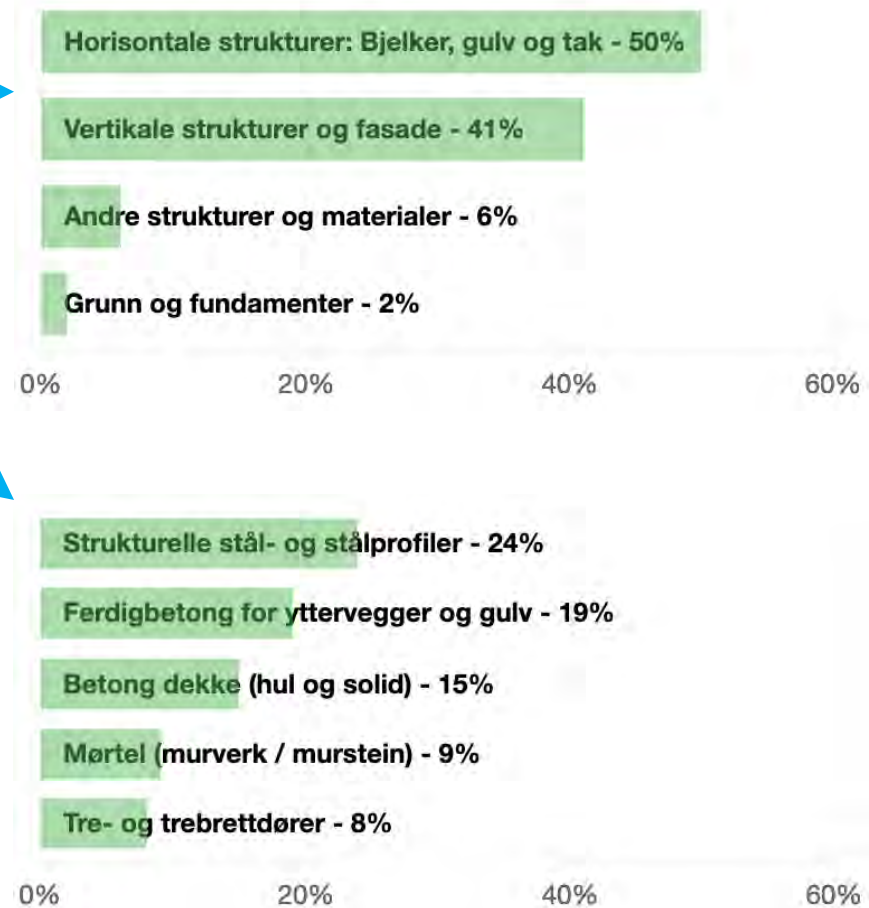 Horisontale strukturer: Bjelker, gulv og tak - 50%
Vertikale strukturer og fasade - 41%
Andre strukturer og materialer - 6%
Grunn og fundamenter - 2%
0% 20% 40% 60%
Strukturelle stål- og stålprofiler - 24%
Ferdigbetong for yttervegger og gulv - 19%
Betong dekke (hul og solid) - 15%
Mørtel (murverk / murstein) - 9%
Tre- og trebrettdører - 8%
0% 20% 40% 60%